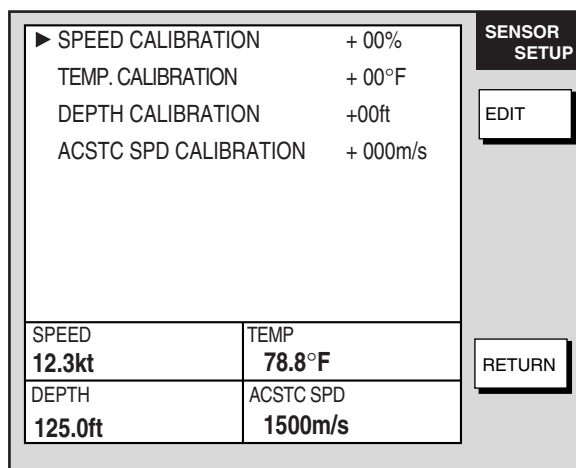 SENSOR
SETUP
▶ SPEED CALIBRATION + 00%
TEMP. CALIBRATION + 00°F
DEPTH CALIBRATION +00ft
ACSTC SPD CALIBRATION + 000m/s
EDIT
SPEED
12.3kt
TEMP
78.8°F
DEPTH
125.0ft
ACSTC SPD
1500m/s
RETURN